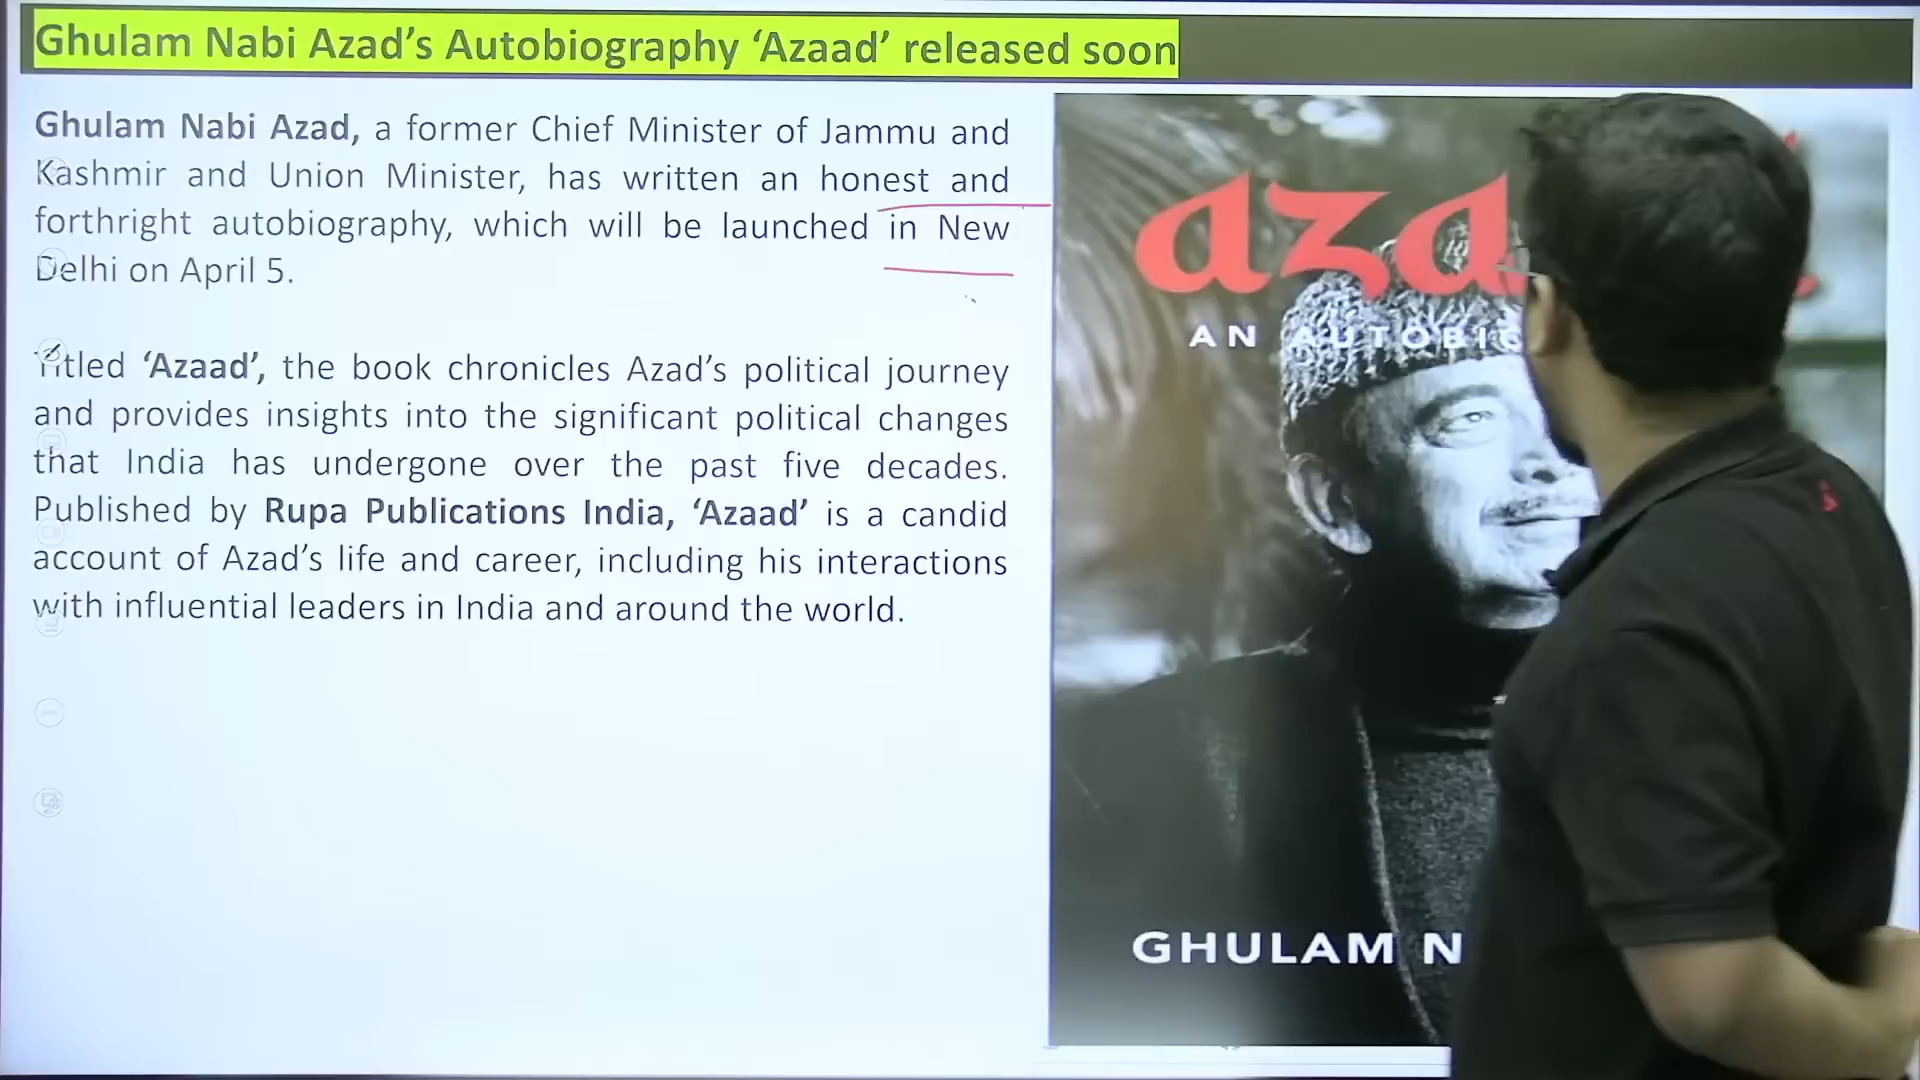 Ghulam Nabi Azad’s Autobiography ‘Azaad’ released soon
Ghulam Nabi Azad, a former Chief Minister of Jammu and
Kashmir and Union Minister, has written an honest and
forthright autobiography, which will be launched in New
Delhi on April 5.
Titled ‘Azaad’, the book chronicles Azad’s political journey
and provides insights into the significant political changes
that India has undergone over the past five decades.
Published by Rupa Publications India, ‘Azaad’ is a candid
account of Azad’s life and career, including his interactions
with influential leaders in India and around the world.
aza
AN AUTOBIO
GHULAM N